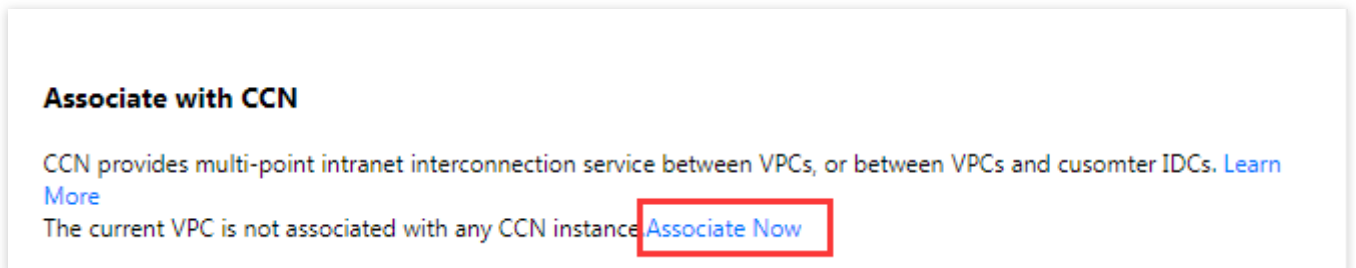 Associate with CCN
CCN provides multi-point intranet interconnection service between VPCs, or between VPCs and cusomter IDCs. Learn
More
The current VPC is not associated with any CCN instance Associate Now